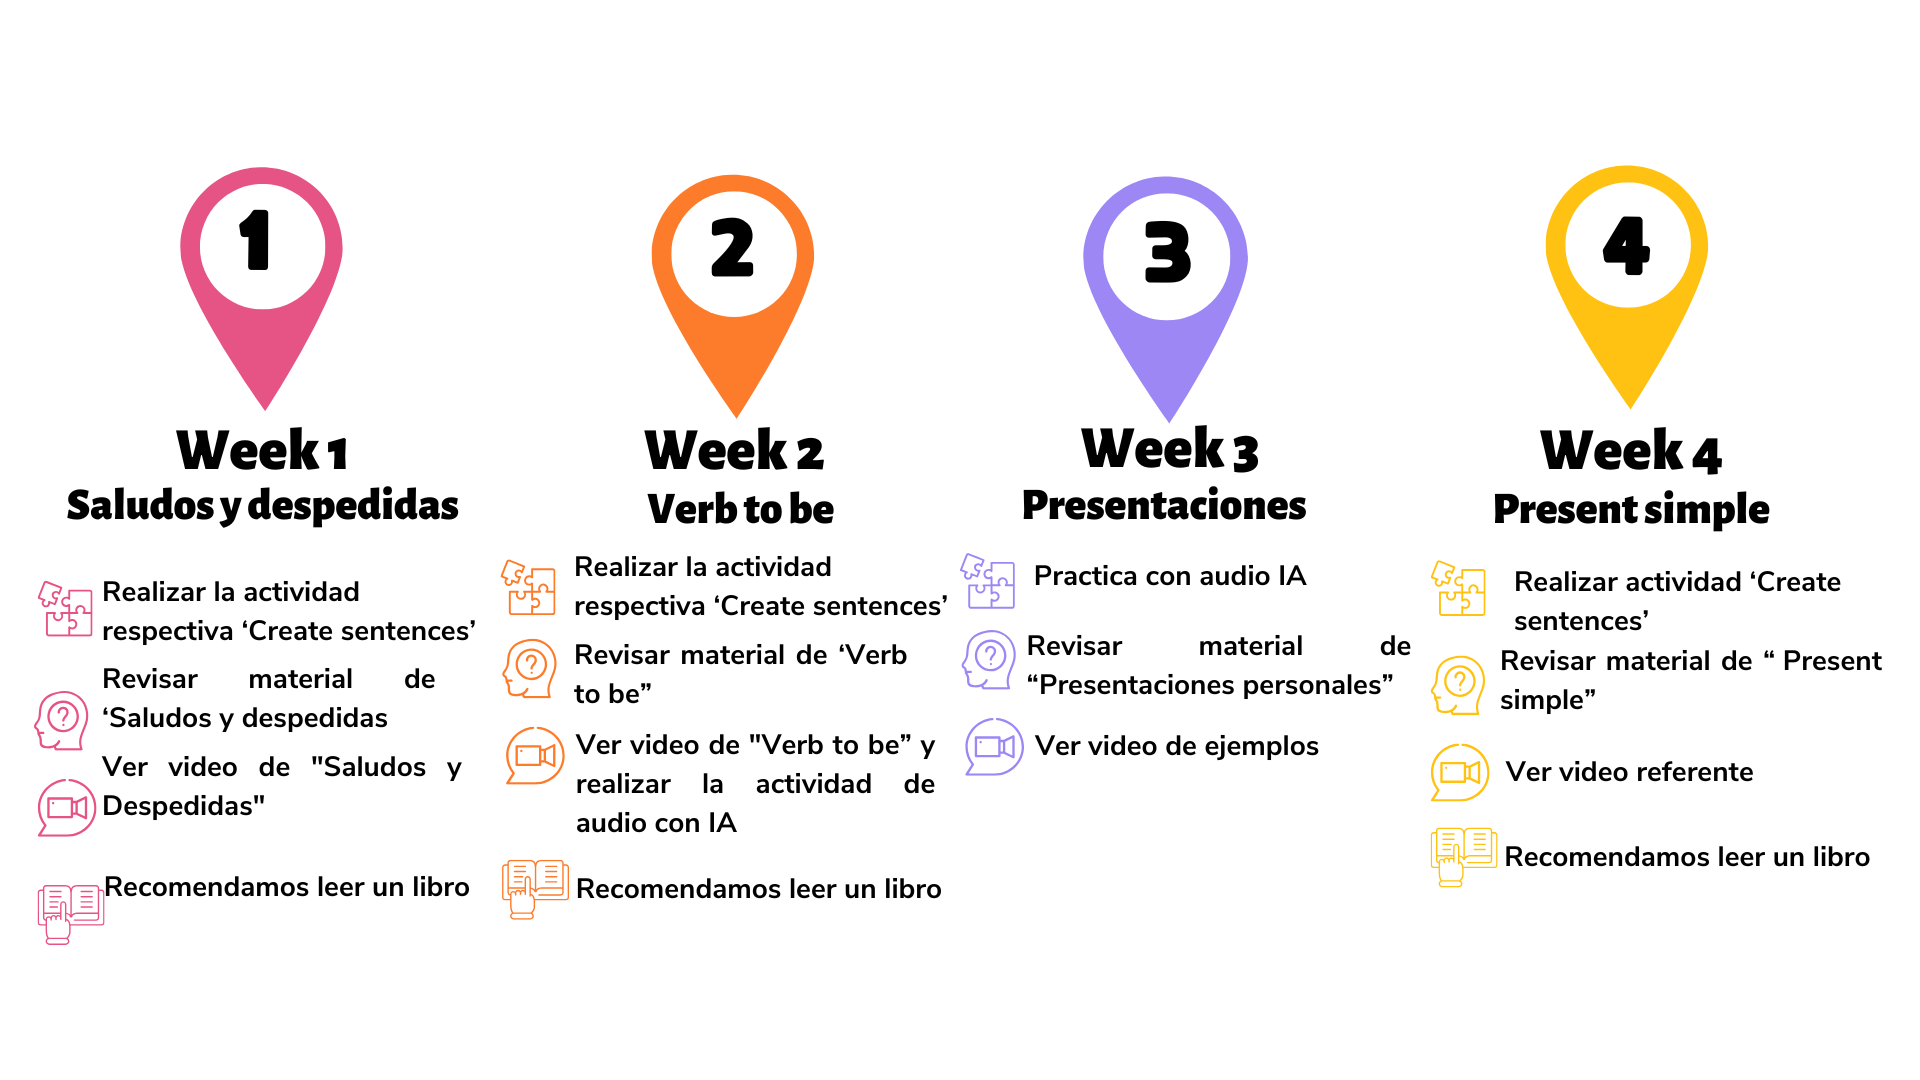 1
Week 1
Saludos y despedidas
Realizar la actividad
respectiva ‘Create sentences’
Revisar material de
‘Saludos y despedidas
Ver video de "Saludos y
Despedidas"
Recomendamos leer un libro
2
Week 2
Verb to be
Realizar la actividad
respectiva ‘Create sentences’
Revisar material de ‘Verb
to be”
Ver video de "Verb to be” y
realizar la actividad de
audio con IA
Recomendamos leer un libro
3
Week 3
Presentaciones
Practica con audio IA
Revisar material de
“Presentaciones personales”
Ver video de ejemplos
4
Week 4
Present simple
Realizar actividad ‘Create
sentences’
Revisar material de “ Present
simple”
Ver video referente
Recomendamos leer un libro